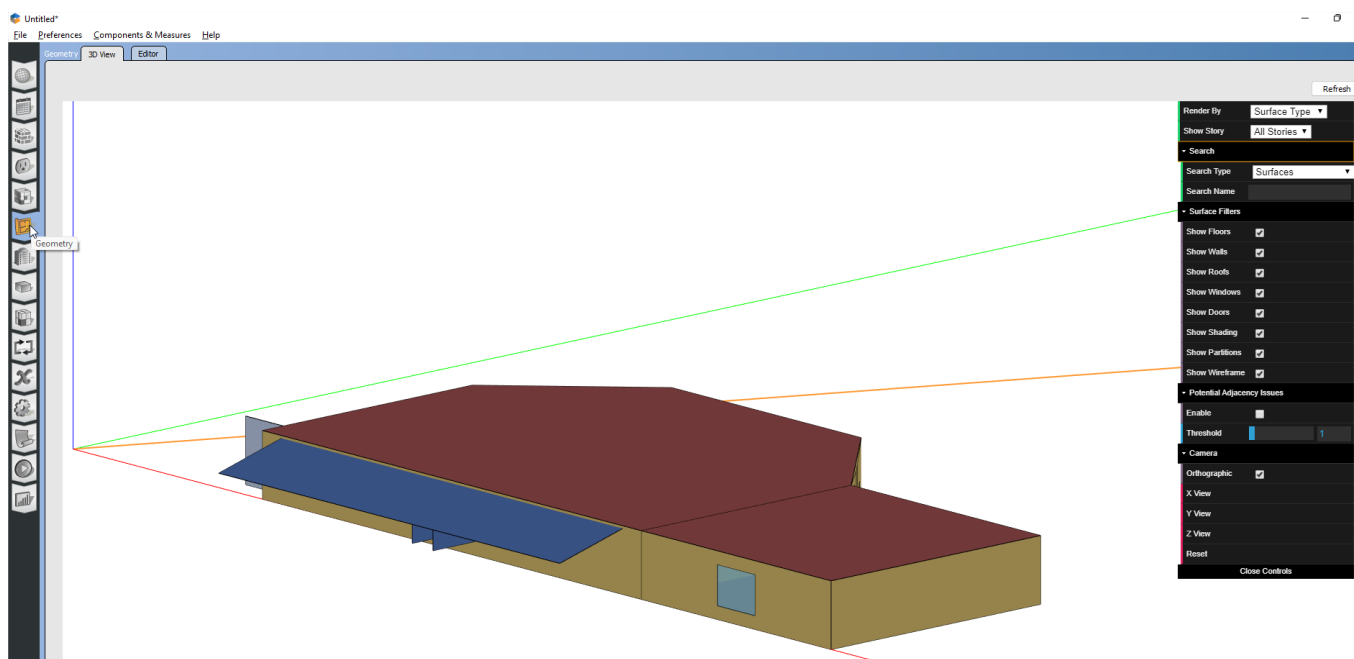 Untitled*
File Preferences Components & Measures Help
Geometry 3D View Editor
Refresh
Geometry
Render By Surface Type
Show Story All Stories
Search
Search Type Surfaces
Search Name
Surface Filters
Show Floors
Show Walls
Show Roofs
Show Windows
Show Doors
Show Shading
Show Partitions
Show Wireframe
Potential Adjacency Issues
Enable
Threshold 1
Camera
Orthographic
X View
Y View
Z View
Reset
Close Controls